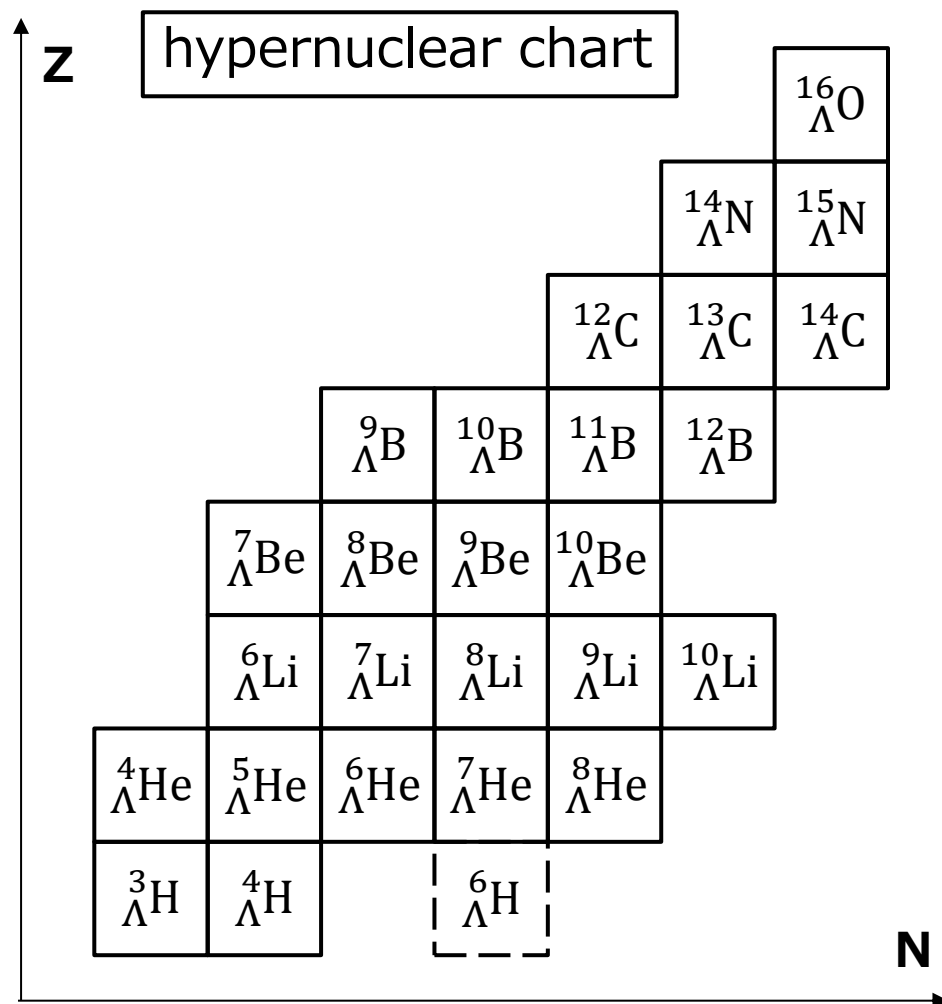 hypernuclear chart
Z
¹⁶ΛO
¹⁴ΛN ¹⁵ΛN
¹²ΛC ¹³ΛC ¹⁴ΛC
⁹ΛB ¹⁰ΛB ¹¹ΛB ¹²ΛB
⁷ΛBe ⁸ΛBe ⁹ΛBe ¹⁰ΛBe
⁶ΛLi ⁷ΛLi ⁸ΛLi ⁹ΛLi ¹⁰ΛLi
⁴ΛHe ⁵ΛHe ⁶ΛHe ⁷ΛHe ⁸ΛHe
³ΛH ⁴ΛH ⁶ΛH
N